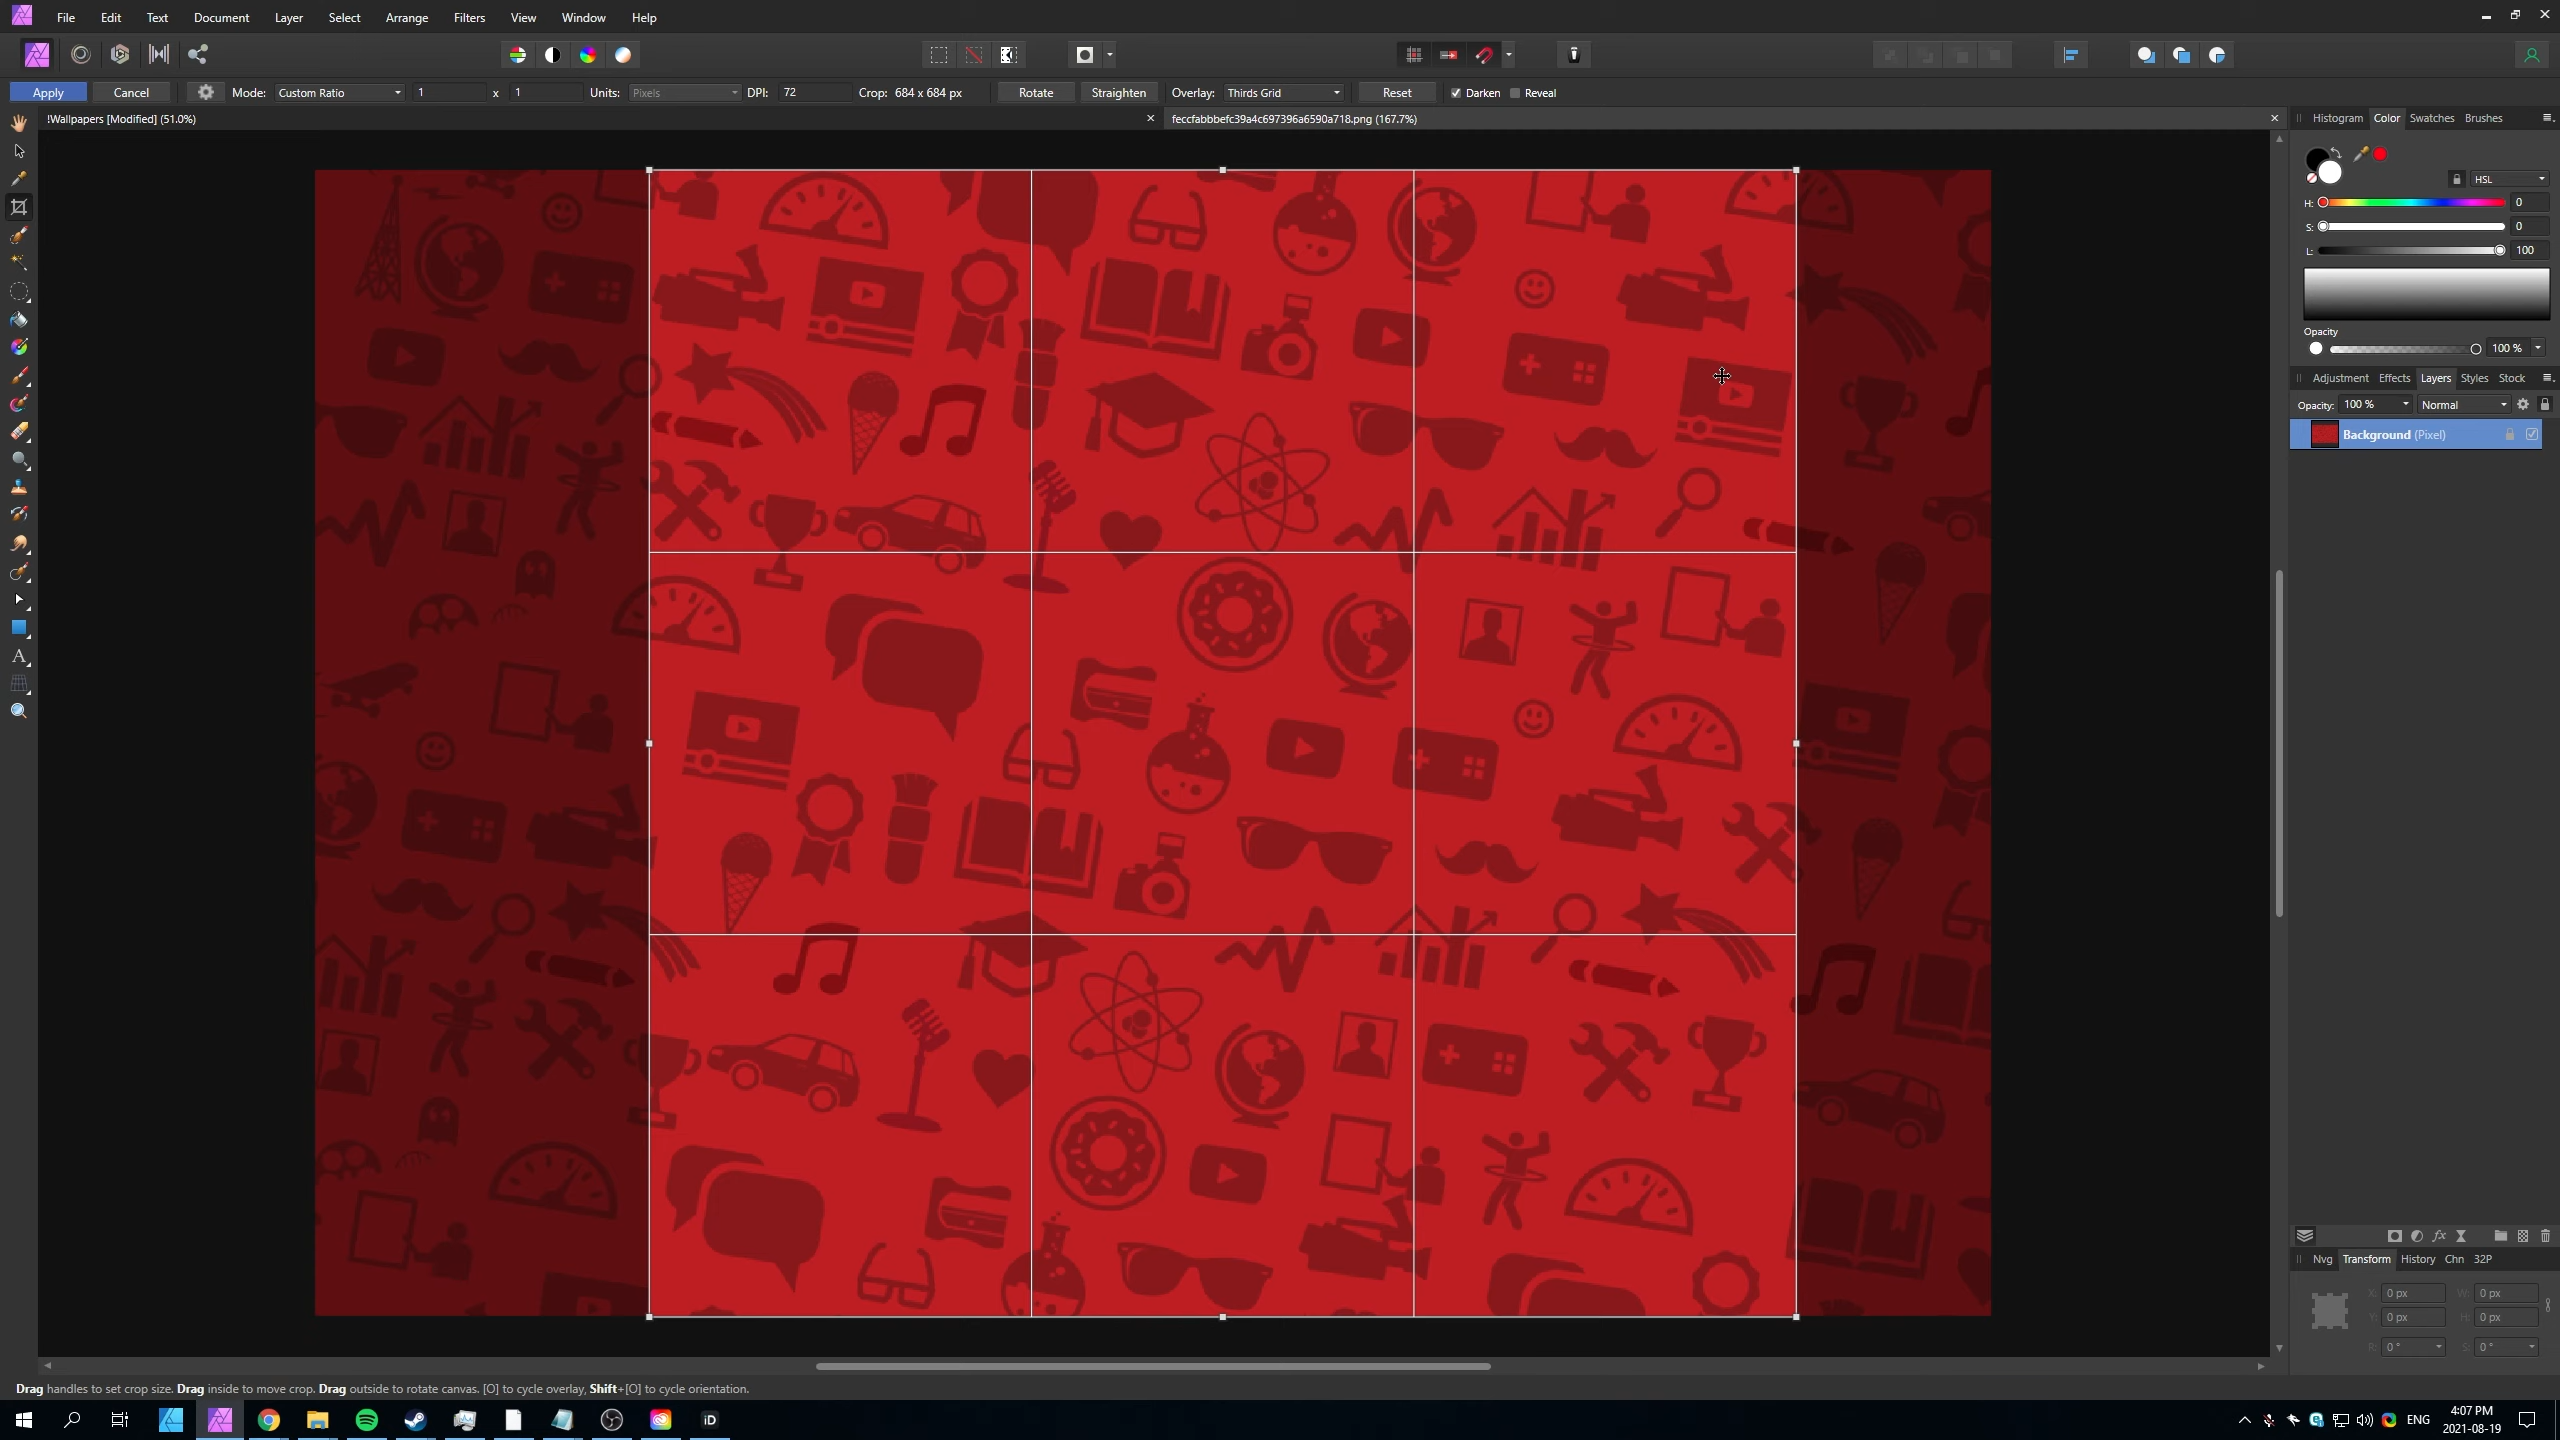 File Edit Text Document Layer Select Arrange Filters View Window Help
Apply Cancel Mode: Custom Ratio 1 x 1 Units: Pixels DPI: 72 Crop: 684 x 684 px Rotate Straighten Overlay: Thirds Grid Reset Darken Reveal
!Wallpapers [Modified] (51.0%)
feccfabbbefc39a4c697396a6590a718.png (167.7%)
Histogram Color Swatches Brushes
HSL
H: 0
S: 0
L: 100
Opacity
100 %
Adjustment Effects Layers Styles Stock
Opacity: 100 % Normal
Background (Pixel)
Nvg Transform History Chn 32P
X: 0 px W: 0 px
Y: 0 px H: 0 px
R: 0 ° S: 0 °
Drag handles to set crop size. Drag inside to move crop. Drag outside to rotate canvas. [O] to cycle overlay, Shift+[O] to cycle orientation.
iD
ENG
4:07 PM
2021-08-19